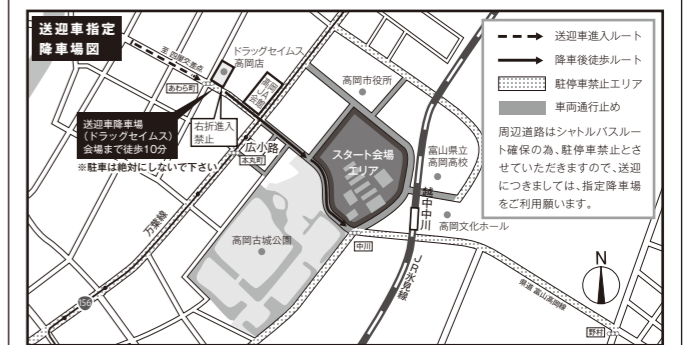 送迎車指定
降車場図
至 四屋交差点
ドラッグセイムス
高岡店
あわら町
高岡
JA
会館
高岡市役所
送迎車降車場
(ドラッグセイムス)
会場まで徒歩10分
右折進入
禁止
広小路
本丸町
※駐車は絶対にしないで下さい
スタート会場
エリア
富山県立
高岡高校
越中中川
高岡文化ホール
万葉線
高岡古城公園
中川
JR氷見線
県道 富山高岡線
野村
156
N
送迎車進入ルート
降車後徒歩ルート
駐停車禁止エリア
車両通行止め
周辺道路はシャトルバスルー
ト確保の為、駐停車禁止とさ
せていただきますので、送迎
につきましては、指定降車場
をご利用願います。